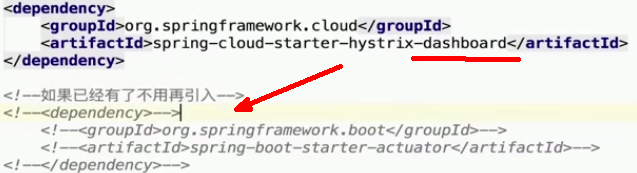 <dependency>
<groupId>org.springframework.cloud</groupId>
<artifactId>spring-cloud-starter-hystrix-dashboard</artifactId>
</dependency>
<!--如果已经有了不用再引入-->
<!--<dependency>-->
<!--<groupId>org.springframework.boot</groupId>-->
<!--<artifactId>spring-boot-starter-actuator</artifactId>-->
<!--</dependency>-->